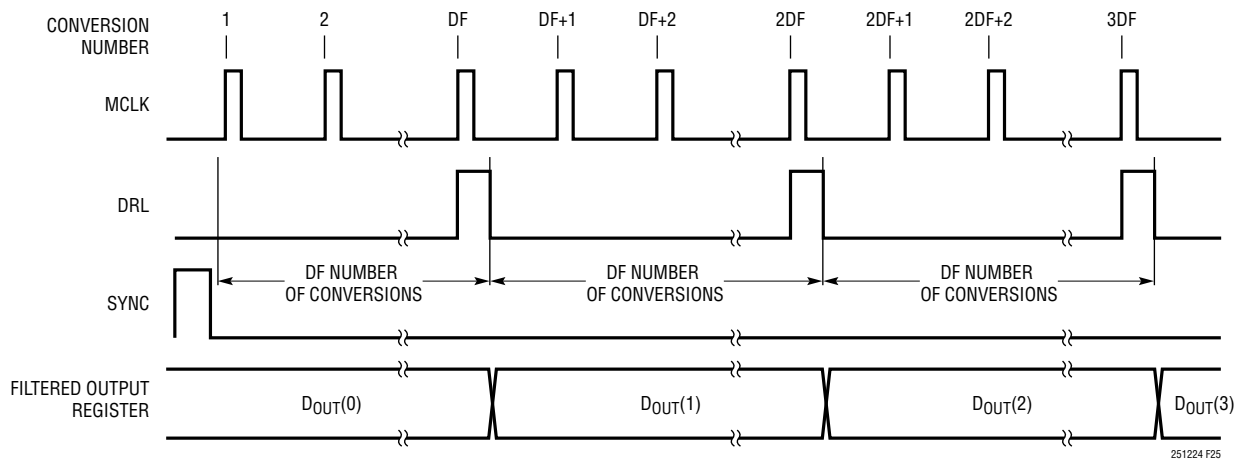 CONVERSION
NUMBER
1 2 DF DF+1 DF+2 2DF 2DF+1 2DF+2 3DF
MCLK
DRL
DF NUMBER
OF CONVERSIONS
DF NUMBER
OF CONVERSIONS
DF NUMBER
OF CONVERSIONS
SYNC
FILTERED OUTPUT
REGISTER
DOUT(0) DOUT(1) DOUT(2) DOUT(3)
251224 F25